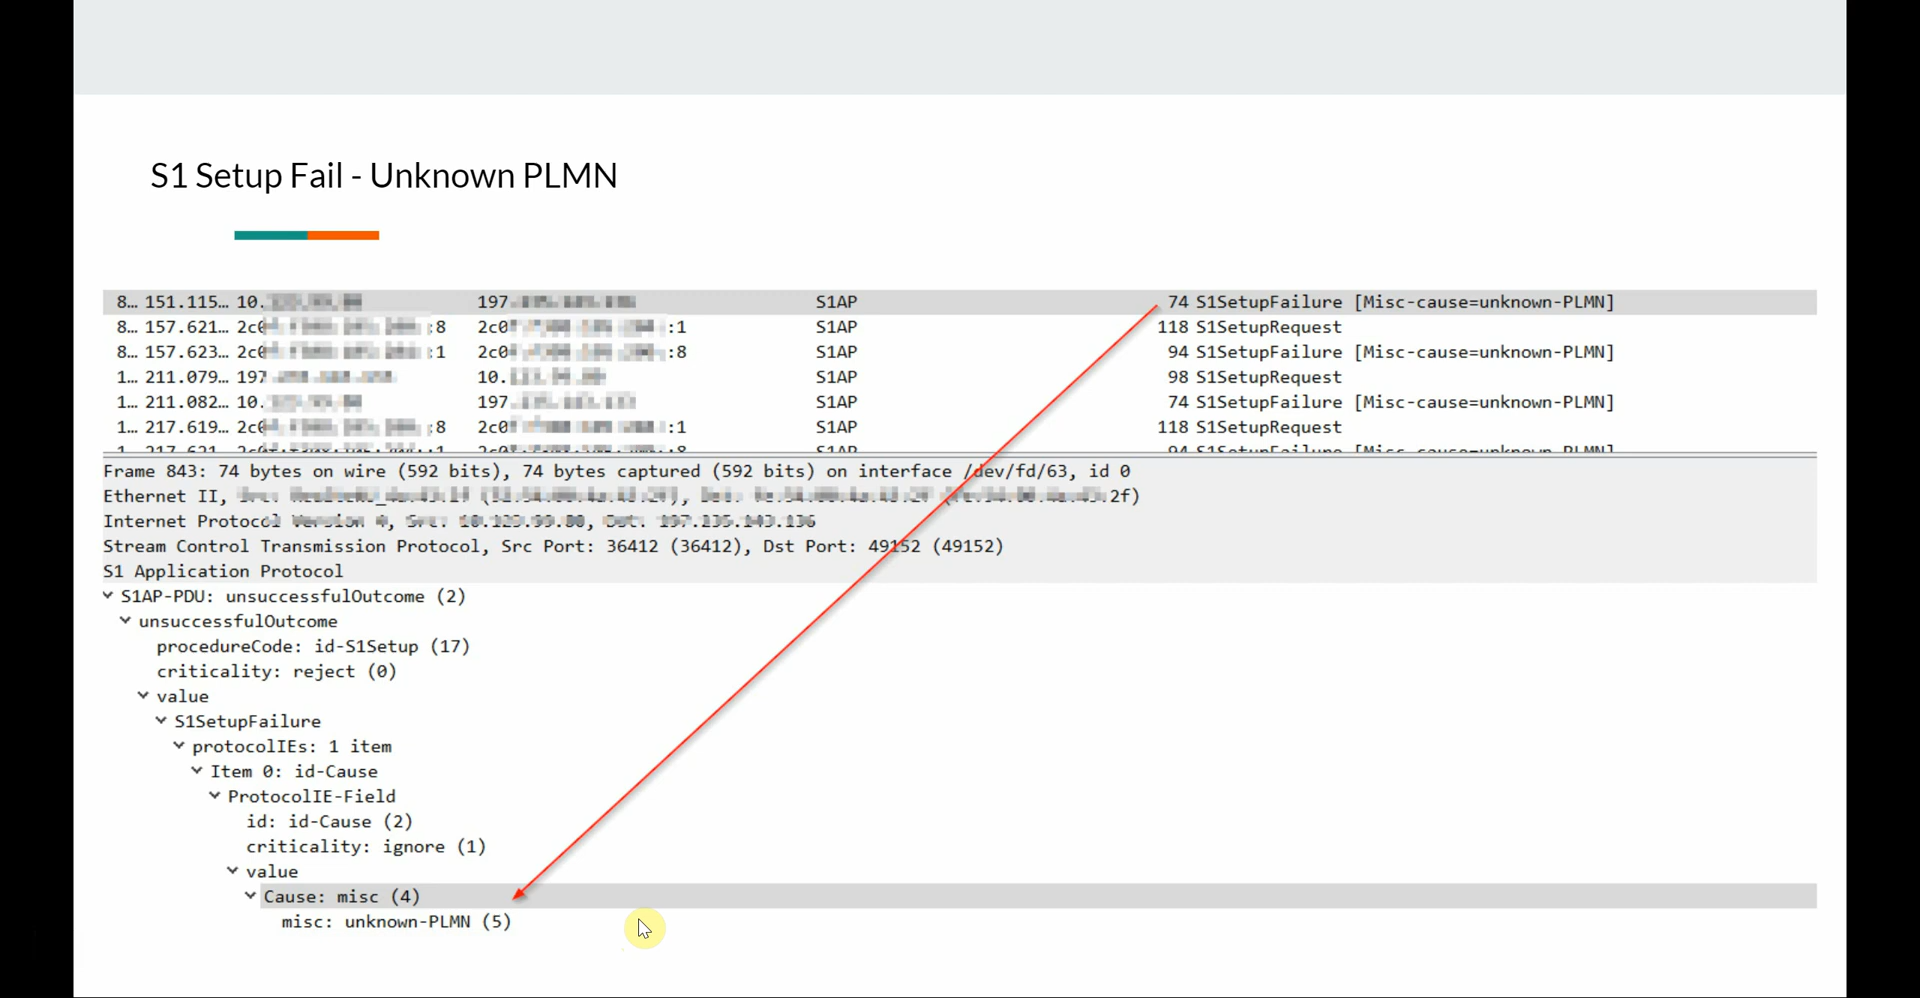 S1 Setup Fail - Unknown PLMN
8… 151.115… 10. 197. S1AP 74 S1SetupFailure [Misc-cause=unknown-PLMN]
8… 157.621… 2c0 :8 2c0 :1 S1AP 118 S1SetupRequest
8… 157.623… 2c0 :1 2c0 :8 S1AP 94 S1SetupFailure [Misc-cause=unknown-PLMN]
1… 211.079… 197 10. S1AP 98 S1SetupRequest
1… 211.082… 10. 197. S1AP 74 S1SetupFailure [Misc-cause=unknown-PLMN]
1… 217.619… 2c0 :8 2c0 :1 S1AP 118 S1SetupRequest
Frame 843: 74 bytes on wire (592 bits), 74 bytes captured (592 bits) on interface /dev/fd/63, id 0
Ethernet II, 2f)
Internet Protocol
Stream Control Transmission Protocol, Src Port: 36412 (36412), Dst Port: 49152 (49152)
S1 Application Protocol
S1AP-PDU: unsuccessfulOutcome (2)
unsuccessfulOutcome
procedureCode: id-S1Setup (17)
criticality: reject (0)
value
S1SetupFailure
protocolIEs: 1 item
Item 0: id-Cause
ProtocolIE-Field
id: id-Cause (2)
criticality: ignore (1)
value
Cause: misc (4)
misc: unknown-PLMN (5)